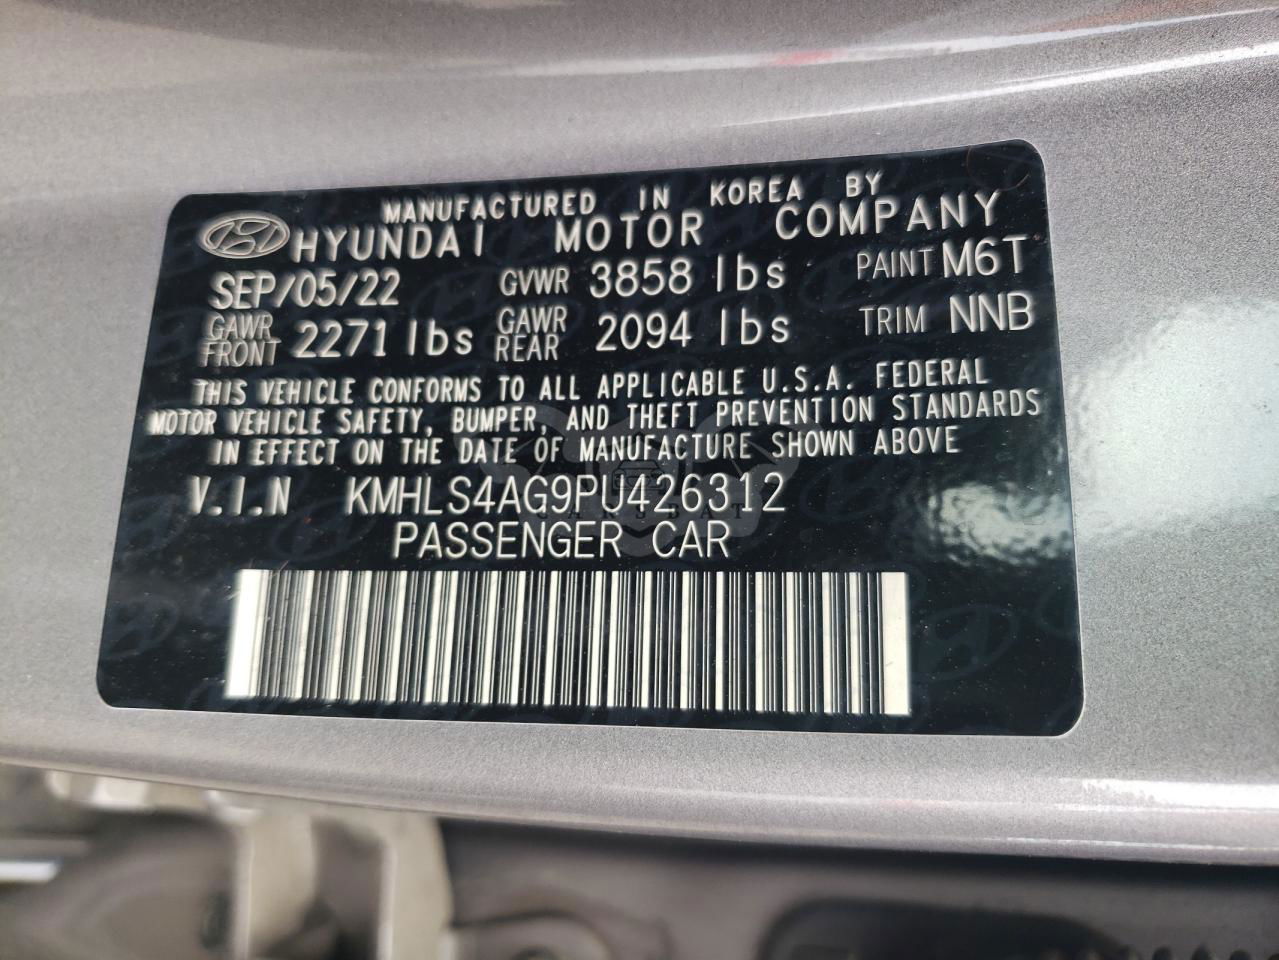 MANUFACTURED IN KOREA BY
HYUNDAI MOTOR COMPANY
SEP/05/22 GVWR 3858 lbs PAINT M6T
GAWR FRONT 2271 lbs GAWR REAR 2094 lbs TRIM NNB
THIS VEHICLE CONFORMS TO ALL APPLICABLE U.S.A. FEDERAL
MOTOR VEHICLE SAFETY, BUMPER, AND THEFT PREVENTION STANDARDS
IN EFFECT ON THE DATE OF MANUFACTURE SHOWN ABOVE
V.I.N KMHLS4AG9PU426312
CARSBAT
PASSENGER CAR